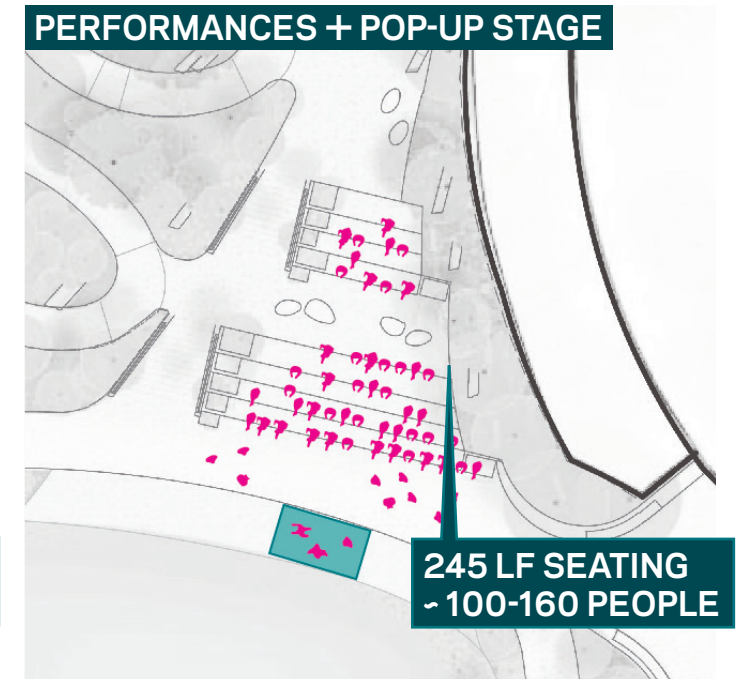 PERFORMANCES + POP-UP STAGE
245 LF SEATING
~ 100-160 PEOPLE